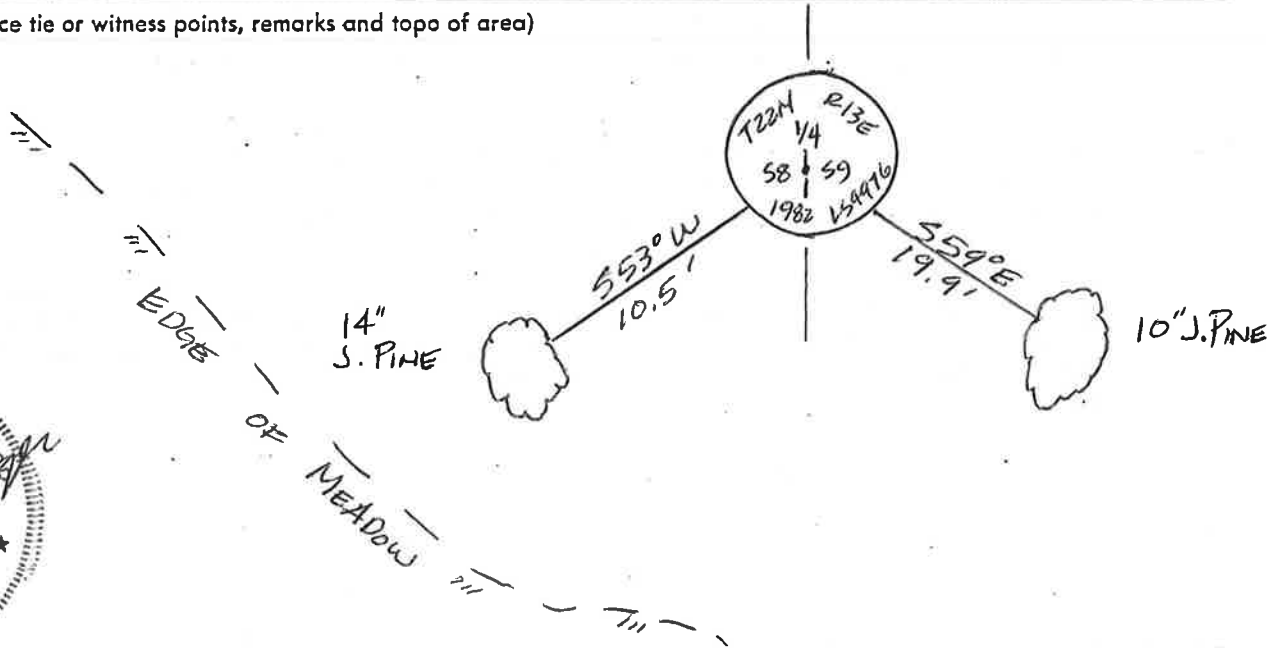 ce tie or witness points, remarks and topo of area)
T22N R13E
1/4
S8 S9
1982 LS4976
S53°W
10.5'
S59°E
19.9'
14"
J. PINE
10" J. PINE
EDGE
OF
MEADOW